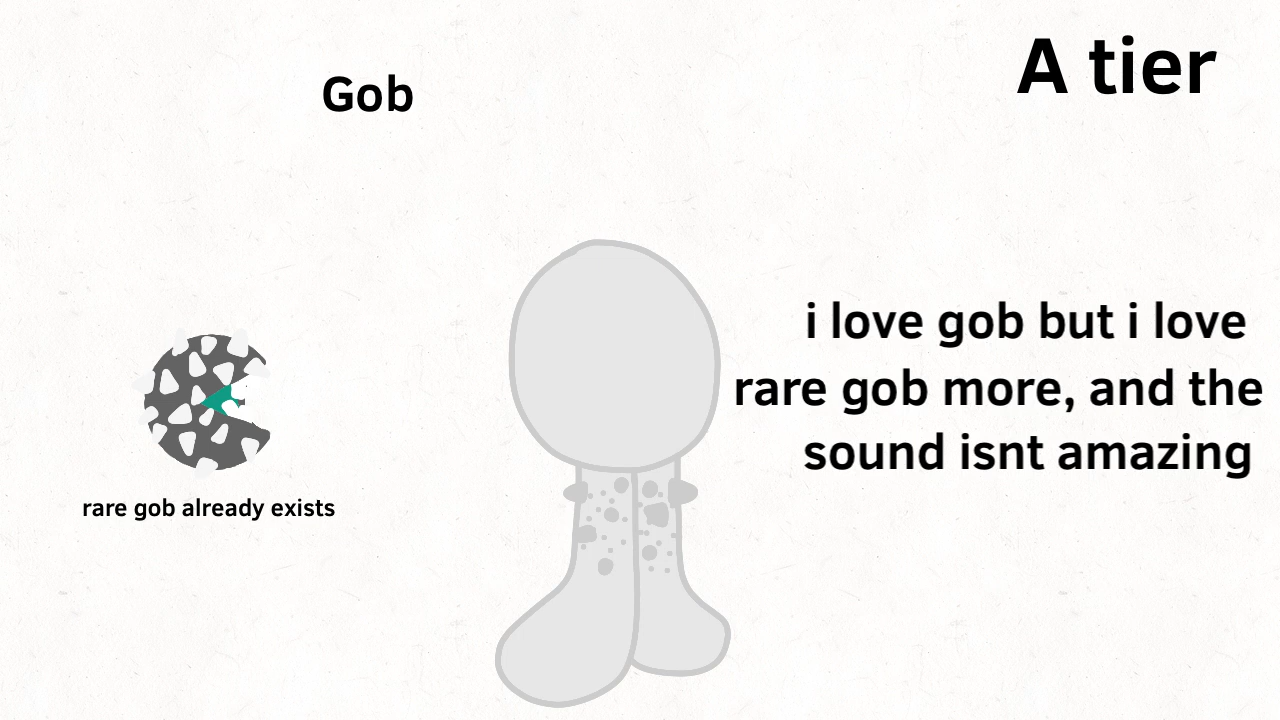 Gob
A tier
i love gob but i love
rare gob more, and the
sound isnt amazing
rare gob already exists